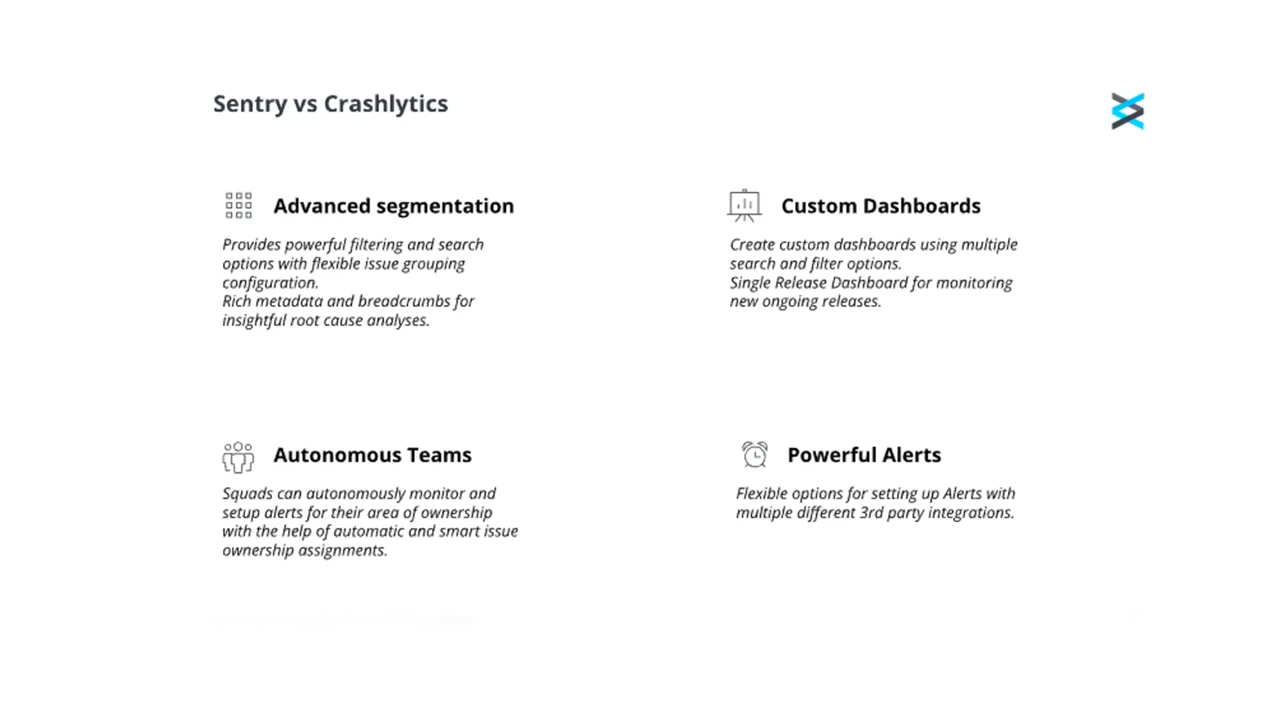 Sentry vs Crashlytics
Advanced segmentation
Provides powerful filtering and search
options with flexible issue grouping
configuration.
Rich metadata and breadcrumbs for
insightful root cause analyses.
Custom Dashboards
Create custom dashboards using multiple
search and filter options.
Single Release Dashboard for monitoring
new ongoing releases.
Autonomous Teams
Squads can autonomously monitor and
setup alerts for their area of ownership
with the help of automatic and smart issue
ownership assignments.
Powerful Alerts
Flexible options for setting up Alerts with
multiple different 3rd party integrations.